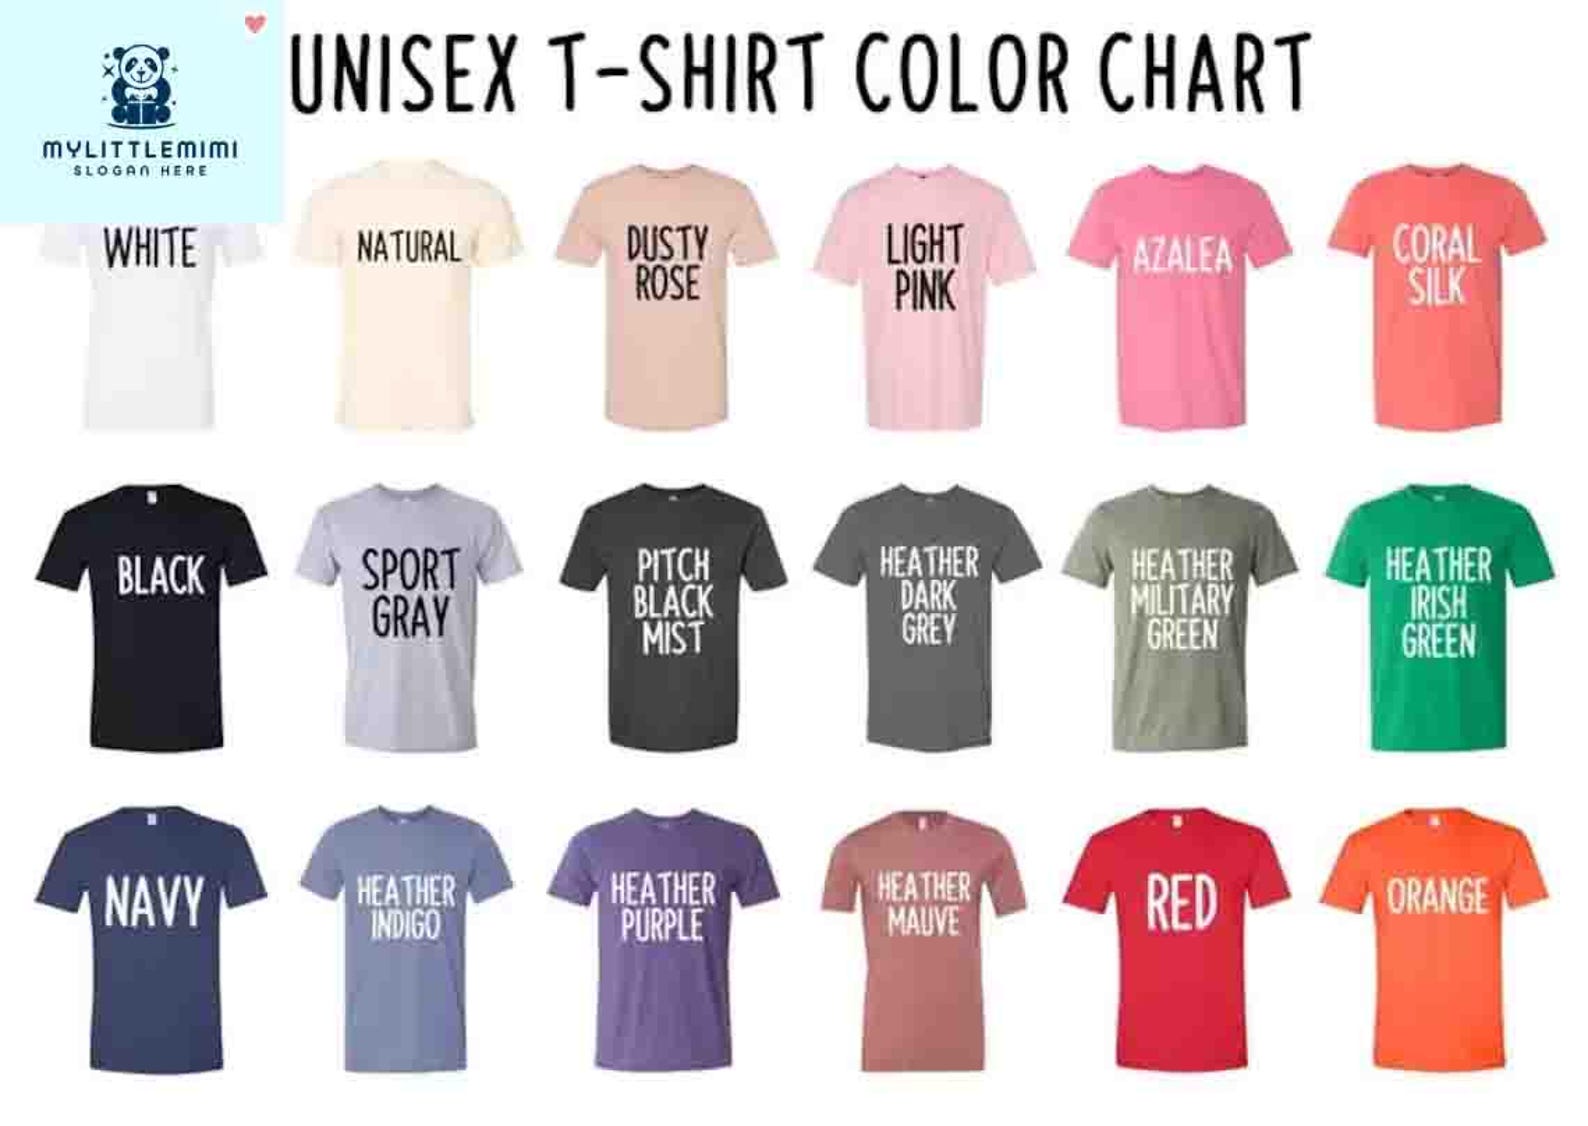 UNISEX T-SHIRT COLOR CHART
MYLITTLEMIMI
SLOGAN HERE
WHITE
NATURAL
DUSTY
ROSE
LIGHT
PINK
AZALEA
CORAL
SILK
BLACK
SPORT
GRAY
PITCH
BLACK
MIST
HEATHER
DARK
GREY
HEATHER
MILITARY
GREEN
HEATHER
IRISH
GREEN
NAVY
HEATHER
INDIGO
HEATHER
PURPLE
HEATHER
MAUVE
RED
ORANGE